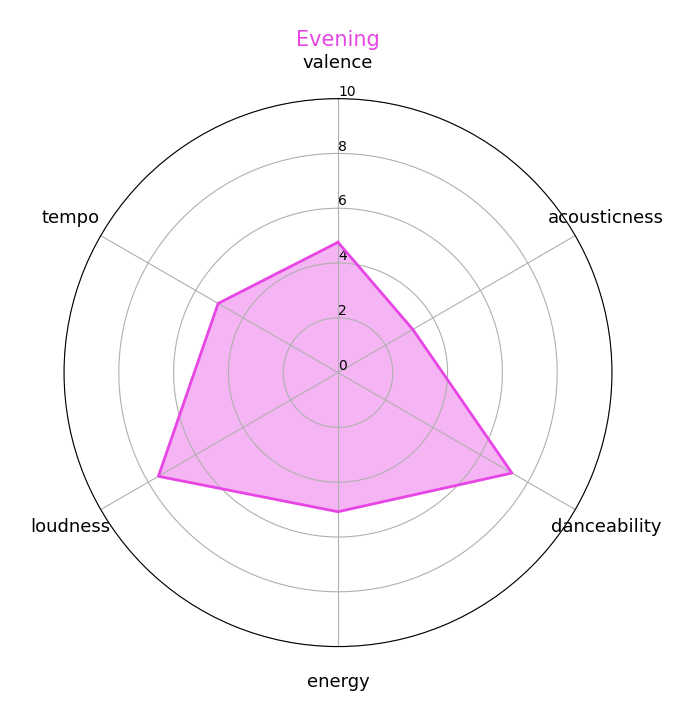 Evening
valence
10
8
6
tempo
acousticness
4
2
0
loudness
danceability
energy